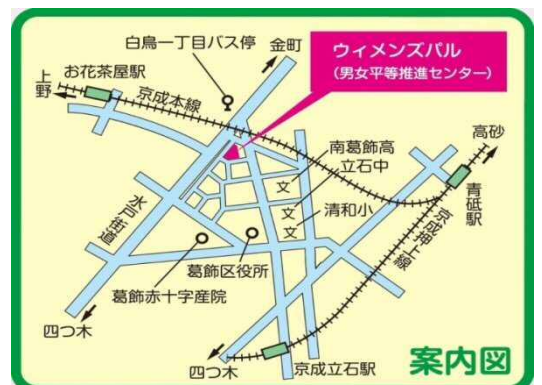 白鳥一丁目バス停
金町
ウィメンズパル
(男女平等推進センター)
上野
お花茶屋駅
京成本線
高砂
南葛飾高
立石中
清和小
文
文
文
青砥駅
水戸街道
京成押上線
葛飾区役所
葛飾赤十字産院
四つ木
四つ木
京成立石駅
案内図